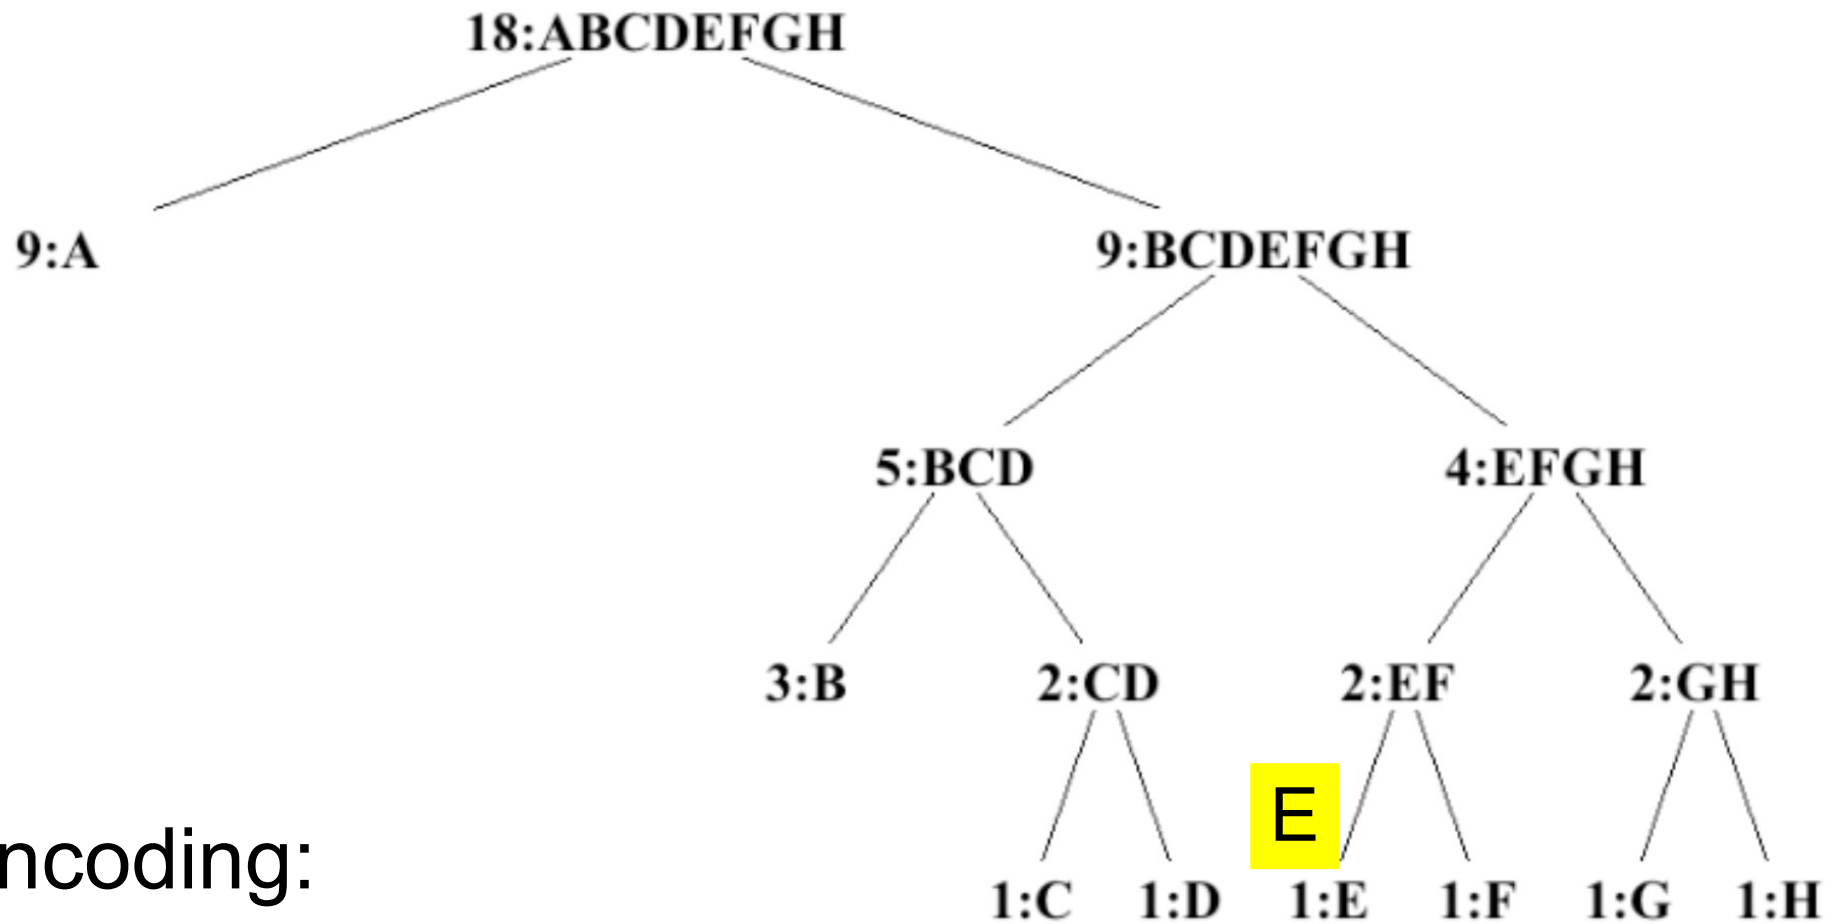 18:ABCDEFGH
9:A 9:BCDEFGH
5:BCD 4:EFGH
3:B 2:CD 2:EF 2:GH
E
ncoding:
1:C 1:D 1:E 1:F 1:G 1:H